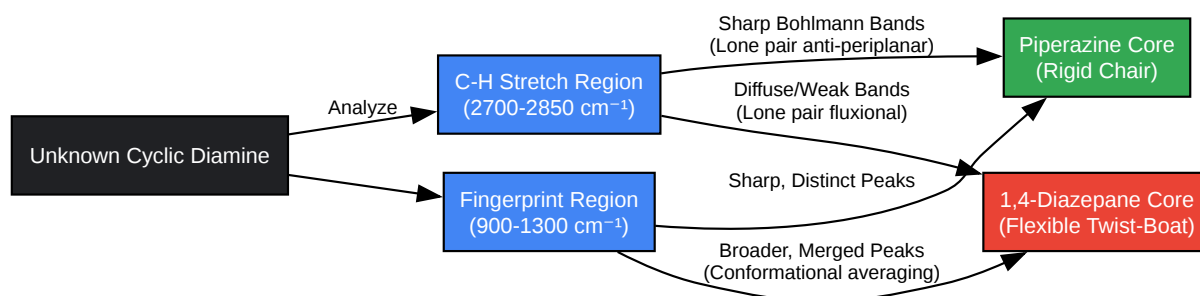 Unknown Cyclic Diamine
Analyze
C-H Stretch Region
(2700-2850 cm⁻¹)
Fingerprint Region
(900-1300 cm⁻¹)
Sharp Bohlmann Bands
(Lone pair anti-periplanar)
Diffuse/Weak Bands
(Lone pair fluxional)
Sharp, Distinct Peaks
Broader, Merged Peaks
(Conformational averaging)
Piperazine Core
(Rigid Chair)
1,4-Diazepane Core
(Flexible Twist-Boat)